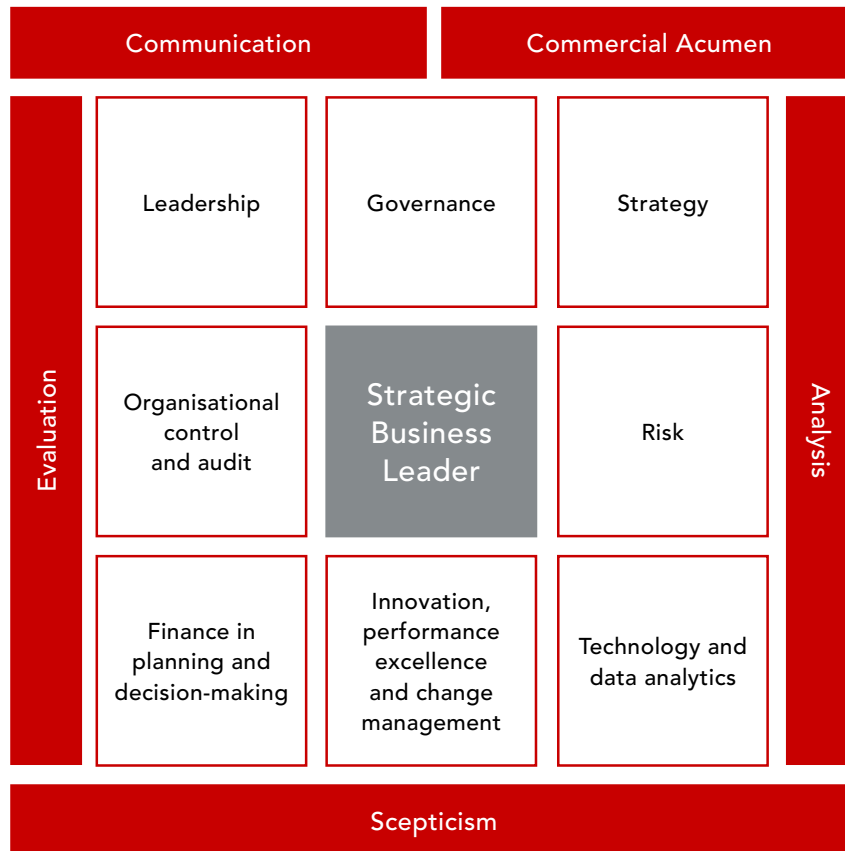 Communication
Commercial Acumen
Leadership
Governance
Strategy
Evaluation
Organisational
control
and audit
Strategic
Business
Leader
Risk
Analysis
Finance in
planning and
decision-making
Innovation,
performance
excellence
and change
management
Technology and
data analytics
Scepticism